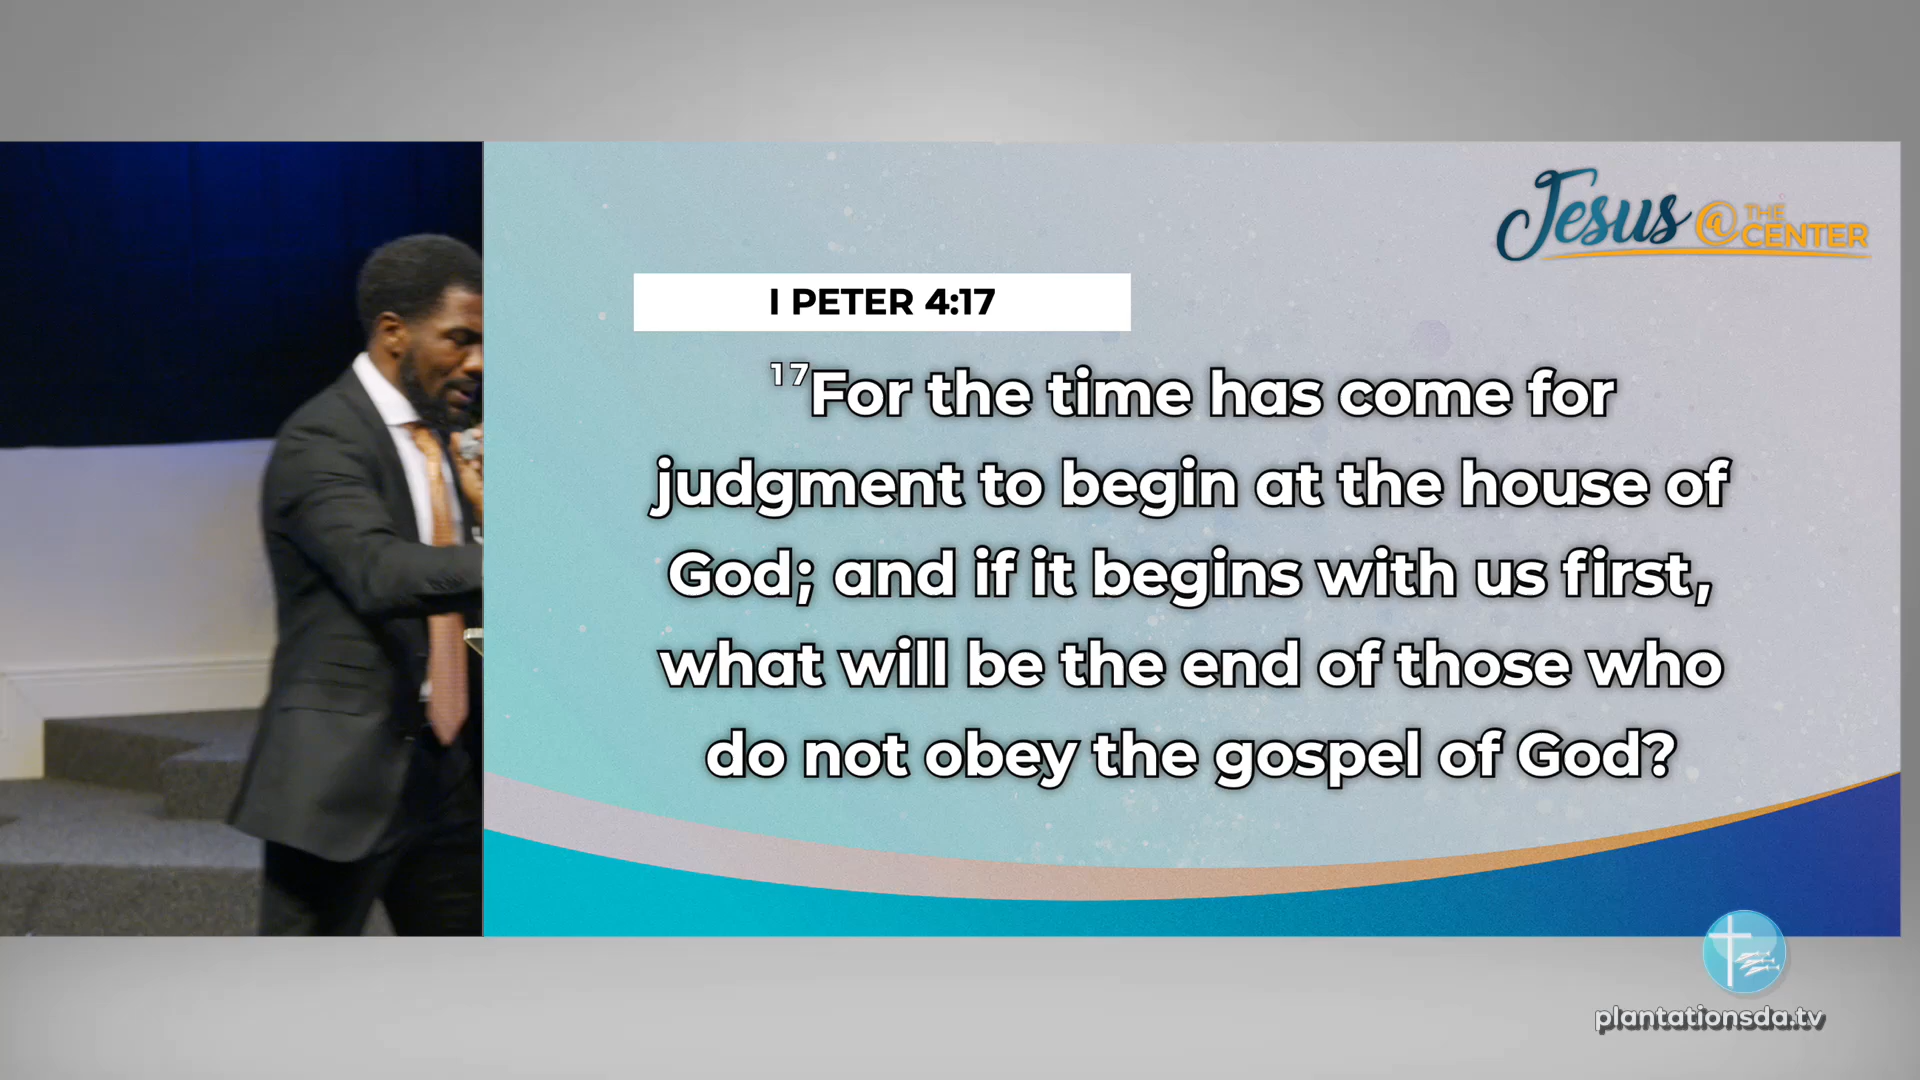 Jesus @ THE CENTER
I PETER 4:17
17For the time has come for
judgment to begin at the house of
God; and if it begins with us first,
what will be the end of those who
do not obey the gospel of God?
plantationsda.tv